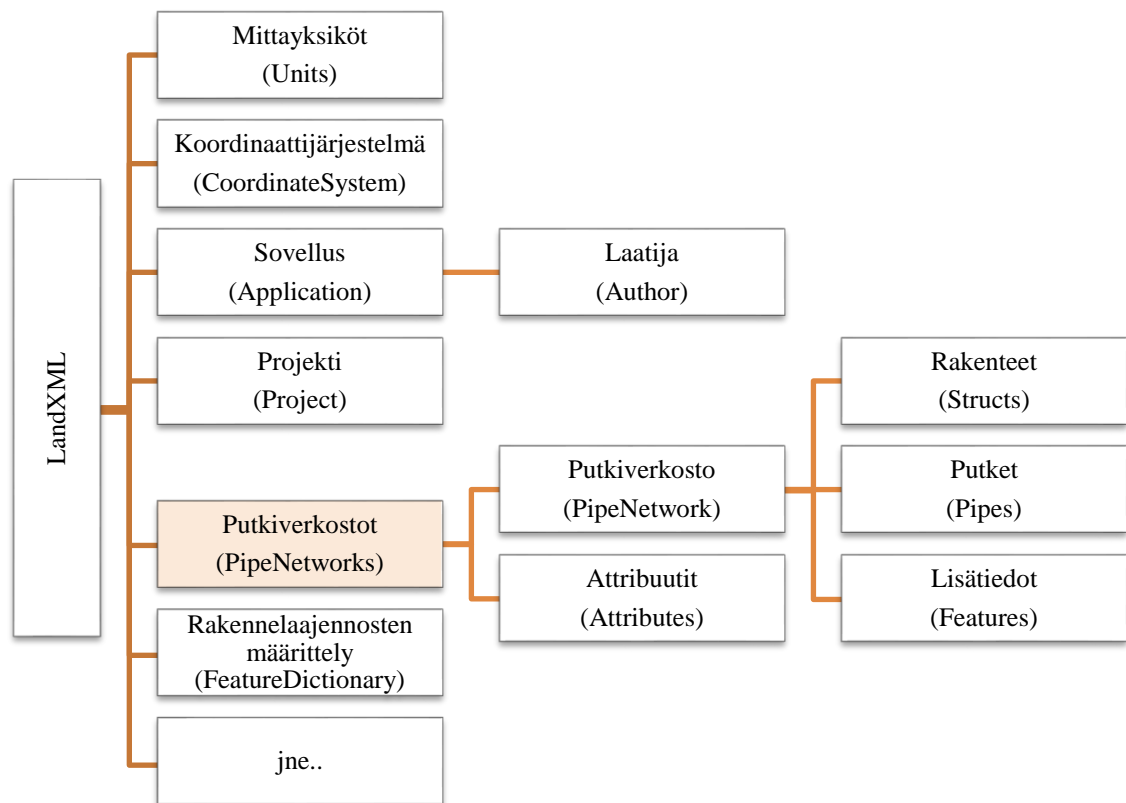 LandXML
Mittayksiköt
(Units)
Koordinaattijärjestelmä
(CoordinateSystem)
Sovellus
(Application)
Laatija
(Author)
Projekti
(Project)
Putkiverkostot
(PipeNetworks)
Putkiverkosto
(PipeNetwork)
Rakenteet
(Structs)
Putket
(Pipes)
Lisätiedot
(Features)
Attribuutit
(Attributes)
Rakennelaajennosten
määrittely
(FeatureDictionary)
jne..